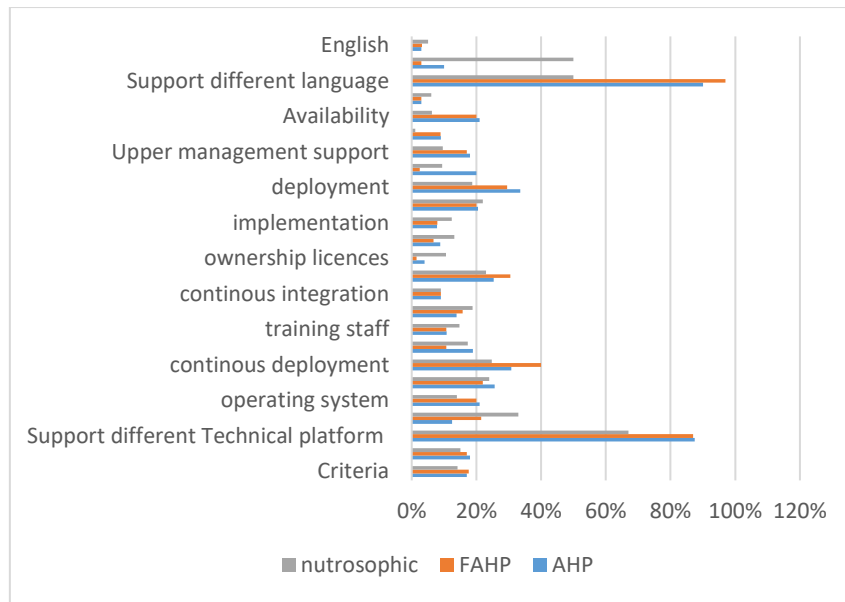 English
Support different language
Availability
Upper management support
deployment
implementation
ownership licences
continous integration
training staff
continous deployment
operating system
Support different Technical platform
Criteria
0% 20% 40% 60% 80% 100% 120%
nutrosophic FAHP AHP